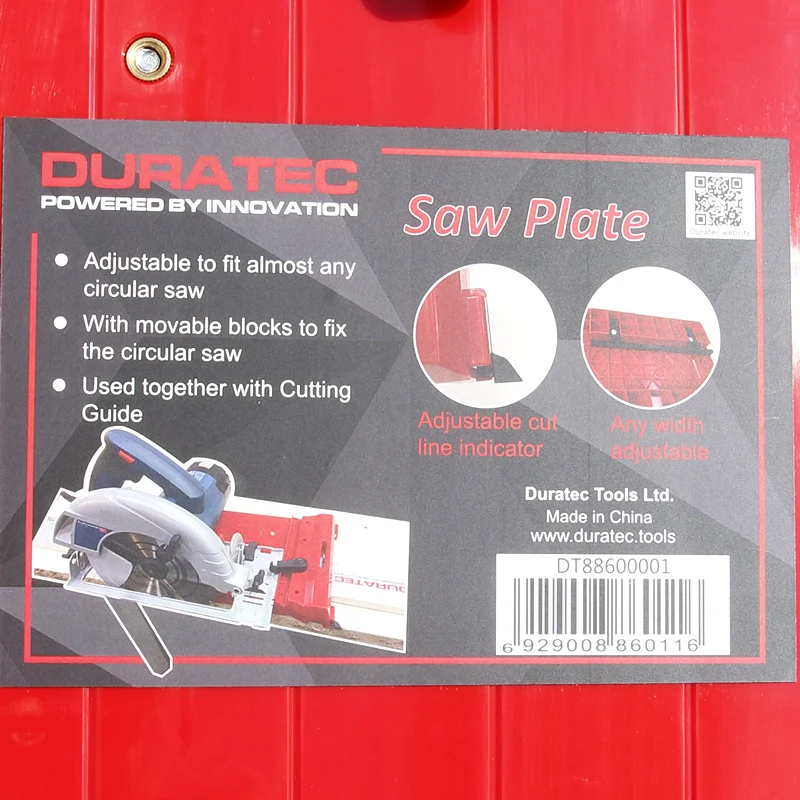 DURATEC
POWERED BY INNOVATION
Saw Plate
Duratec website
Adjustable to fit almost any
circular saw
With movable blocks to fix
the circular saw
Used together with Cutting
Guide
Adjustable cut
line indicator
Any width
adjustable
DURATEC
Duratec Tools Ltd.
Made in China
www.duratec.tools
DT88600001
6 929008 860116